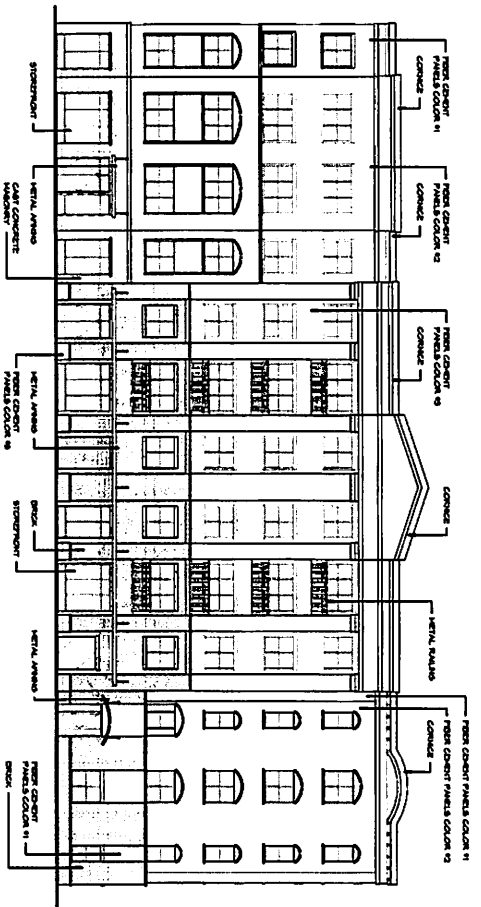 FIBER CEMENT
PANELS COLOR #1
CORNICE
FIBER CEMENT
PANELS COLOR #2
CORNICE
FIBER CEMENT
PANELS COLOR
CORNICE
CORNICE
METAL RAILING
FIBER CEMENT PANELS COLOR #1
FIBER CEMENT PANELS COLOR #2
CORNICE
STOREFRONT
METAL AWNING
CAST CONCRETE
MASONRY
METAL AWNING
FIBER CEMENT
PANELS COLOR
BRICK
STOREFRONT
METAL AWNING
FIBER CEMENT
PANELS COLOR #1
BRICK